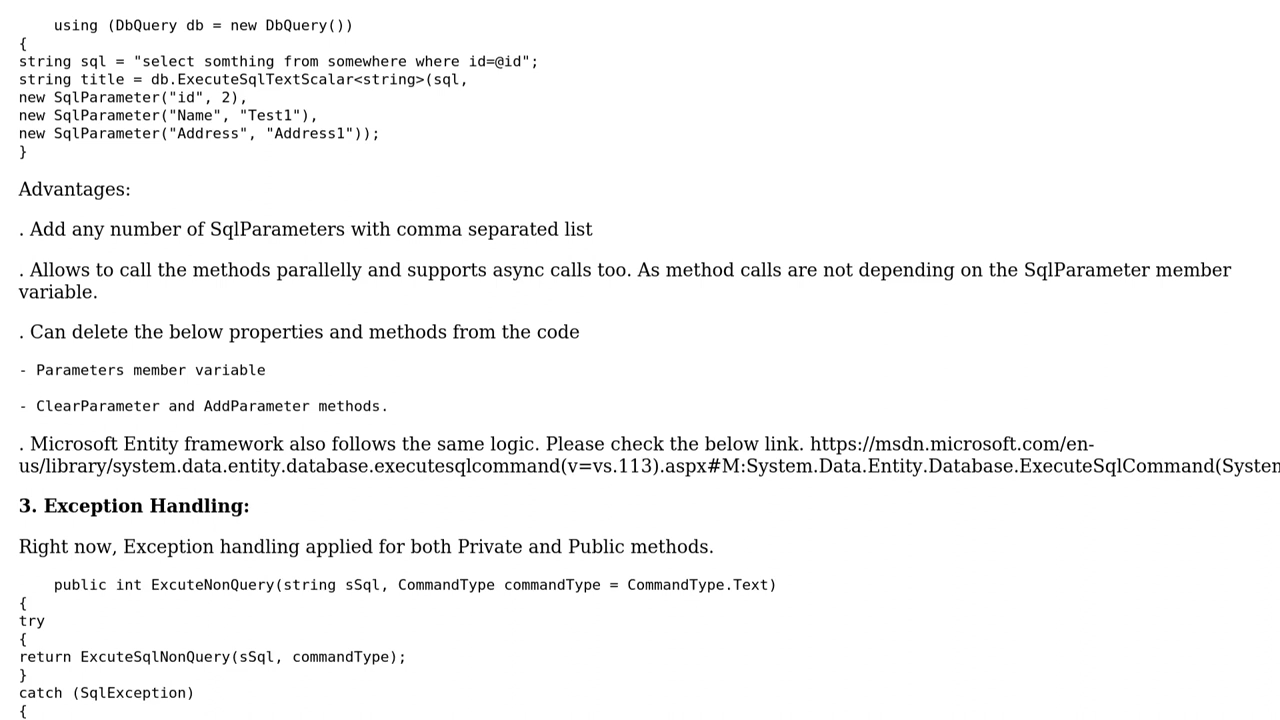 using (DbQuery db = new DbQuery())
{
string sql = "select somthing from somewhere where id=@id";
string title = db.ExecuteSqlTextScalar<string>(sql,
new SqlParameter("id", 2),
new SqlParameter("Name", "Test1"),
new SqlParameter("Address", "Address1"));
}
Advantages:
. Add any number of SqlParameters with comma separated list
. Allows to call the methods parallelly and supports async calls too. As method calls are not depending on the SqlParameter member
variable.
. Can delete the below properties and methods from the code
- Parameters member variable
- ClearParameter and AddParameter methods.
. Microsoft Entity framework also follows the same logic. Please check the below link. https://msdn.microsoft.com/en-
us/library/system.data.entity.database.executesqlcommand(v=vs.113).aspx#M:System.Data.Entity.Database.ExecuteSqlCommand(System
3. Exception Handling:
Right now, Exception handling applied for both Private and Public methods.
public int ExcuteNonQuery(string sSql, CommandType commandType = CommandType.Text)
{
try
{
return ExcuteSqlNonQuery(sSql, commandType);
}
catch (SqlException)
{